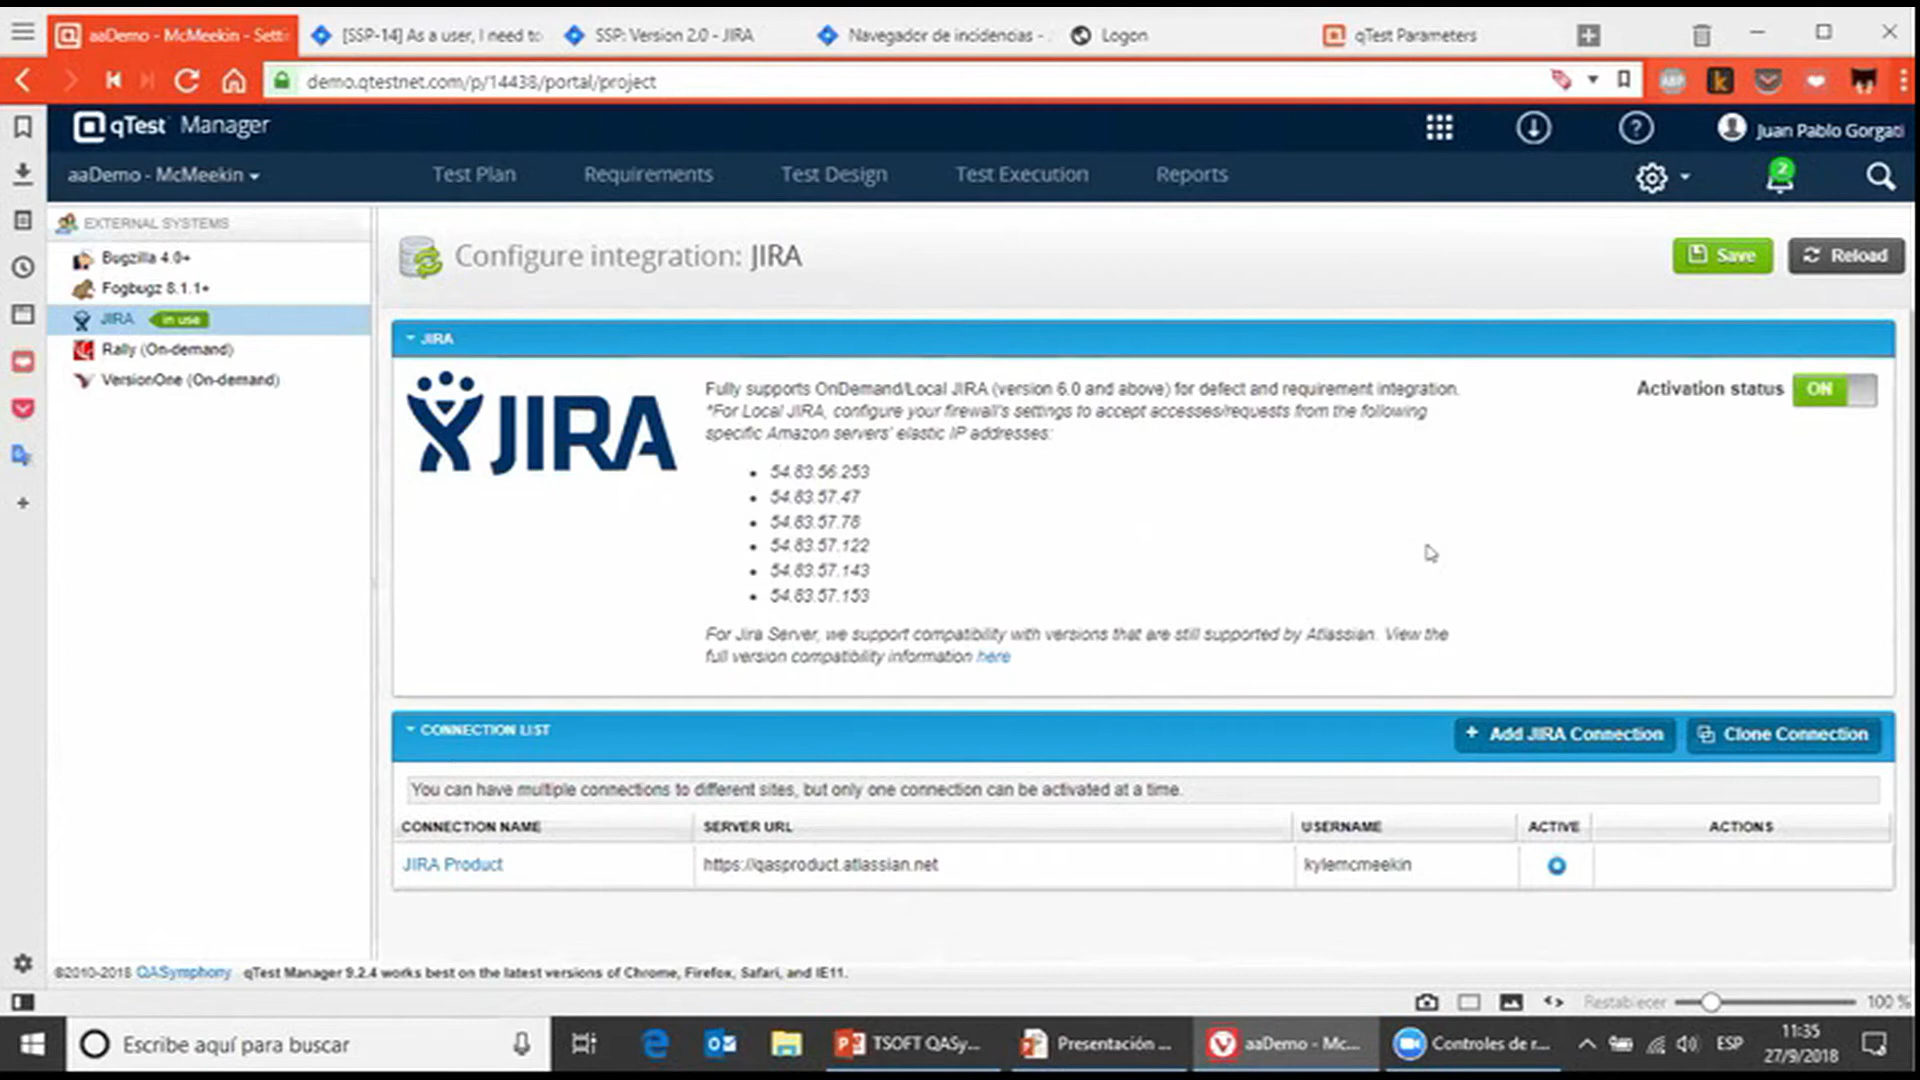 aaDemo - McMeekin - Setti
[SSP-14] As a user, I need to
SSP: Version 2.0 - JIRA
Navegador de incidencias -
Logon
qTest Parameters
demo.qtestnet.com/p/14438/portal/project
qTest Manager
Juan Pablo Gorgati
aaDemo - McMeekin
Test Plan
Requirements
Test Design
Test Execution
Reports
2
EXTERNAL SYSTEMS
Bugzilla 4.0+
Fogbugz 8.1.1+
JIRA in use
Rally (On-demand)
VersionOne (On-demand)
Configure integration: JIRA
Save
Reload
JIRA
JIRA
Fully supports OnDemand/Local JIRA (version 6.0 and above) for defect and requirement integration.
*For Local JIRA, configure your firewall's settings to accept accesses/requests from the following
specific Amazon servers' elastic IP addresses:
• 54.83.56.253
• 54.83.57.47
• 54.83.57.78
• 54.83.57.122
• 54.83.57.143
• 54.83.57.153
For Jira Server, we support compatibility with versions that are still supported by Atlassian. View the
full version compatibility information here
Activation status ON
CONNECTION LIST
+ Add JIRA Connection
Clone Connection
You can have multiple connections to different sites, but only one connection can be activated at a time.
CONNECTION NAME SERVER URL USERNAME ACTIVE ACTIONS
JIRA Product https://qasproduct.atlassian.net kylemcmeekin
©2010-2018 QASymphony qTest Manager 9.2.4 works best on the latest versions of Chrome, Firefox, Safari, and IE11.
Restablecer 100 %
Escribe aquí para buscar
TSOFT QASy...
Presentación ...
aaDemo - Mc...
Controles de r...
ESP
11:35
27/9/2018